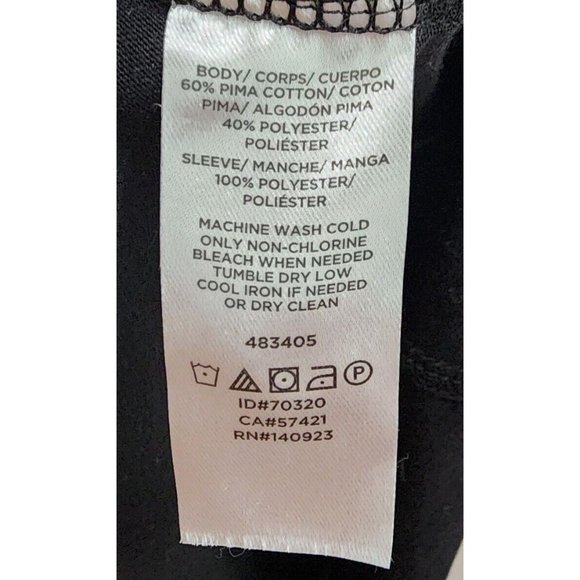 BODY/ CORPS/ CUERPO
60% PIMA COTTON/ COTON
PIMA/ ALGODÓN PIMA
40% POLYESTER/
POLIÉSTER
SLEEVE/ MANCHE/ MANGA
100% POLYESTER/
POLIÉSTER
MACHINE WASH COLD
ONLY NON-CHLORINE
BLEACH WHEN NEEDED
TUMBLE DRY LOW
COOL IRON IF NEEDED
OR DRY CLEAN
483405
P
ID#70320
CA#57421
RN#140923